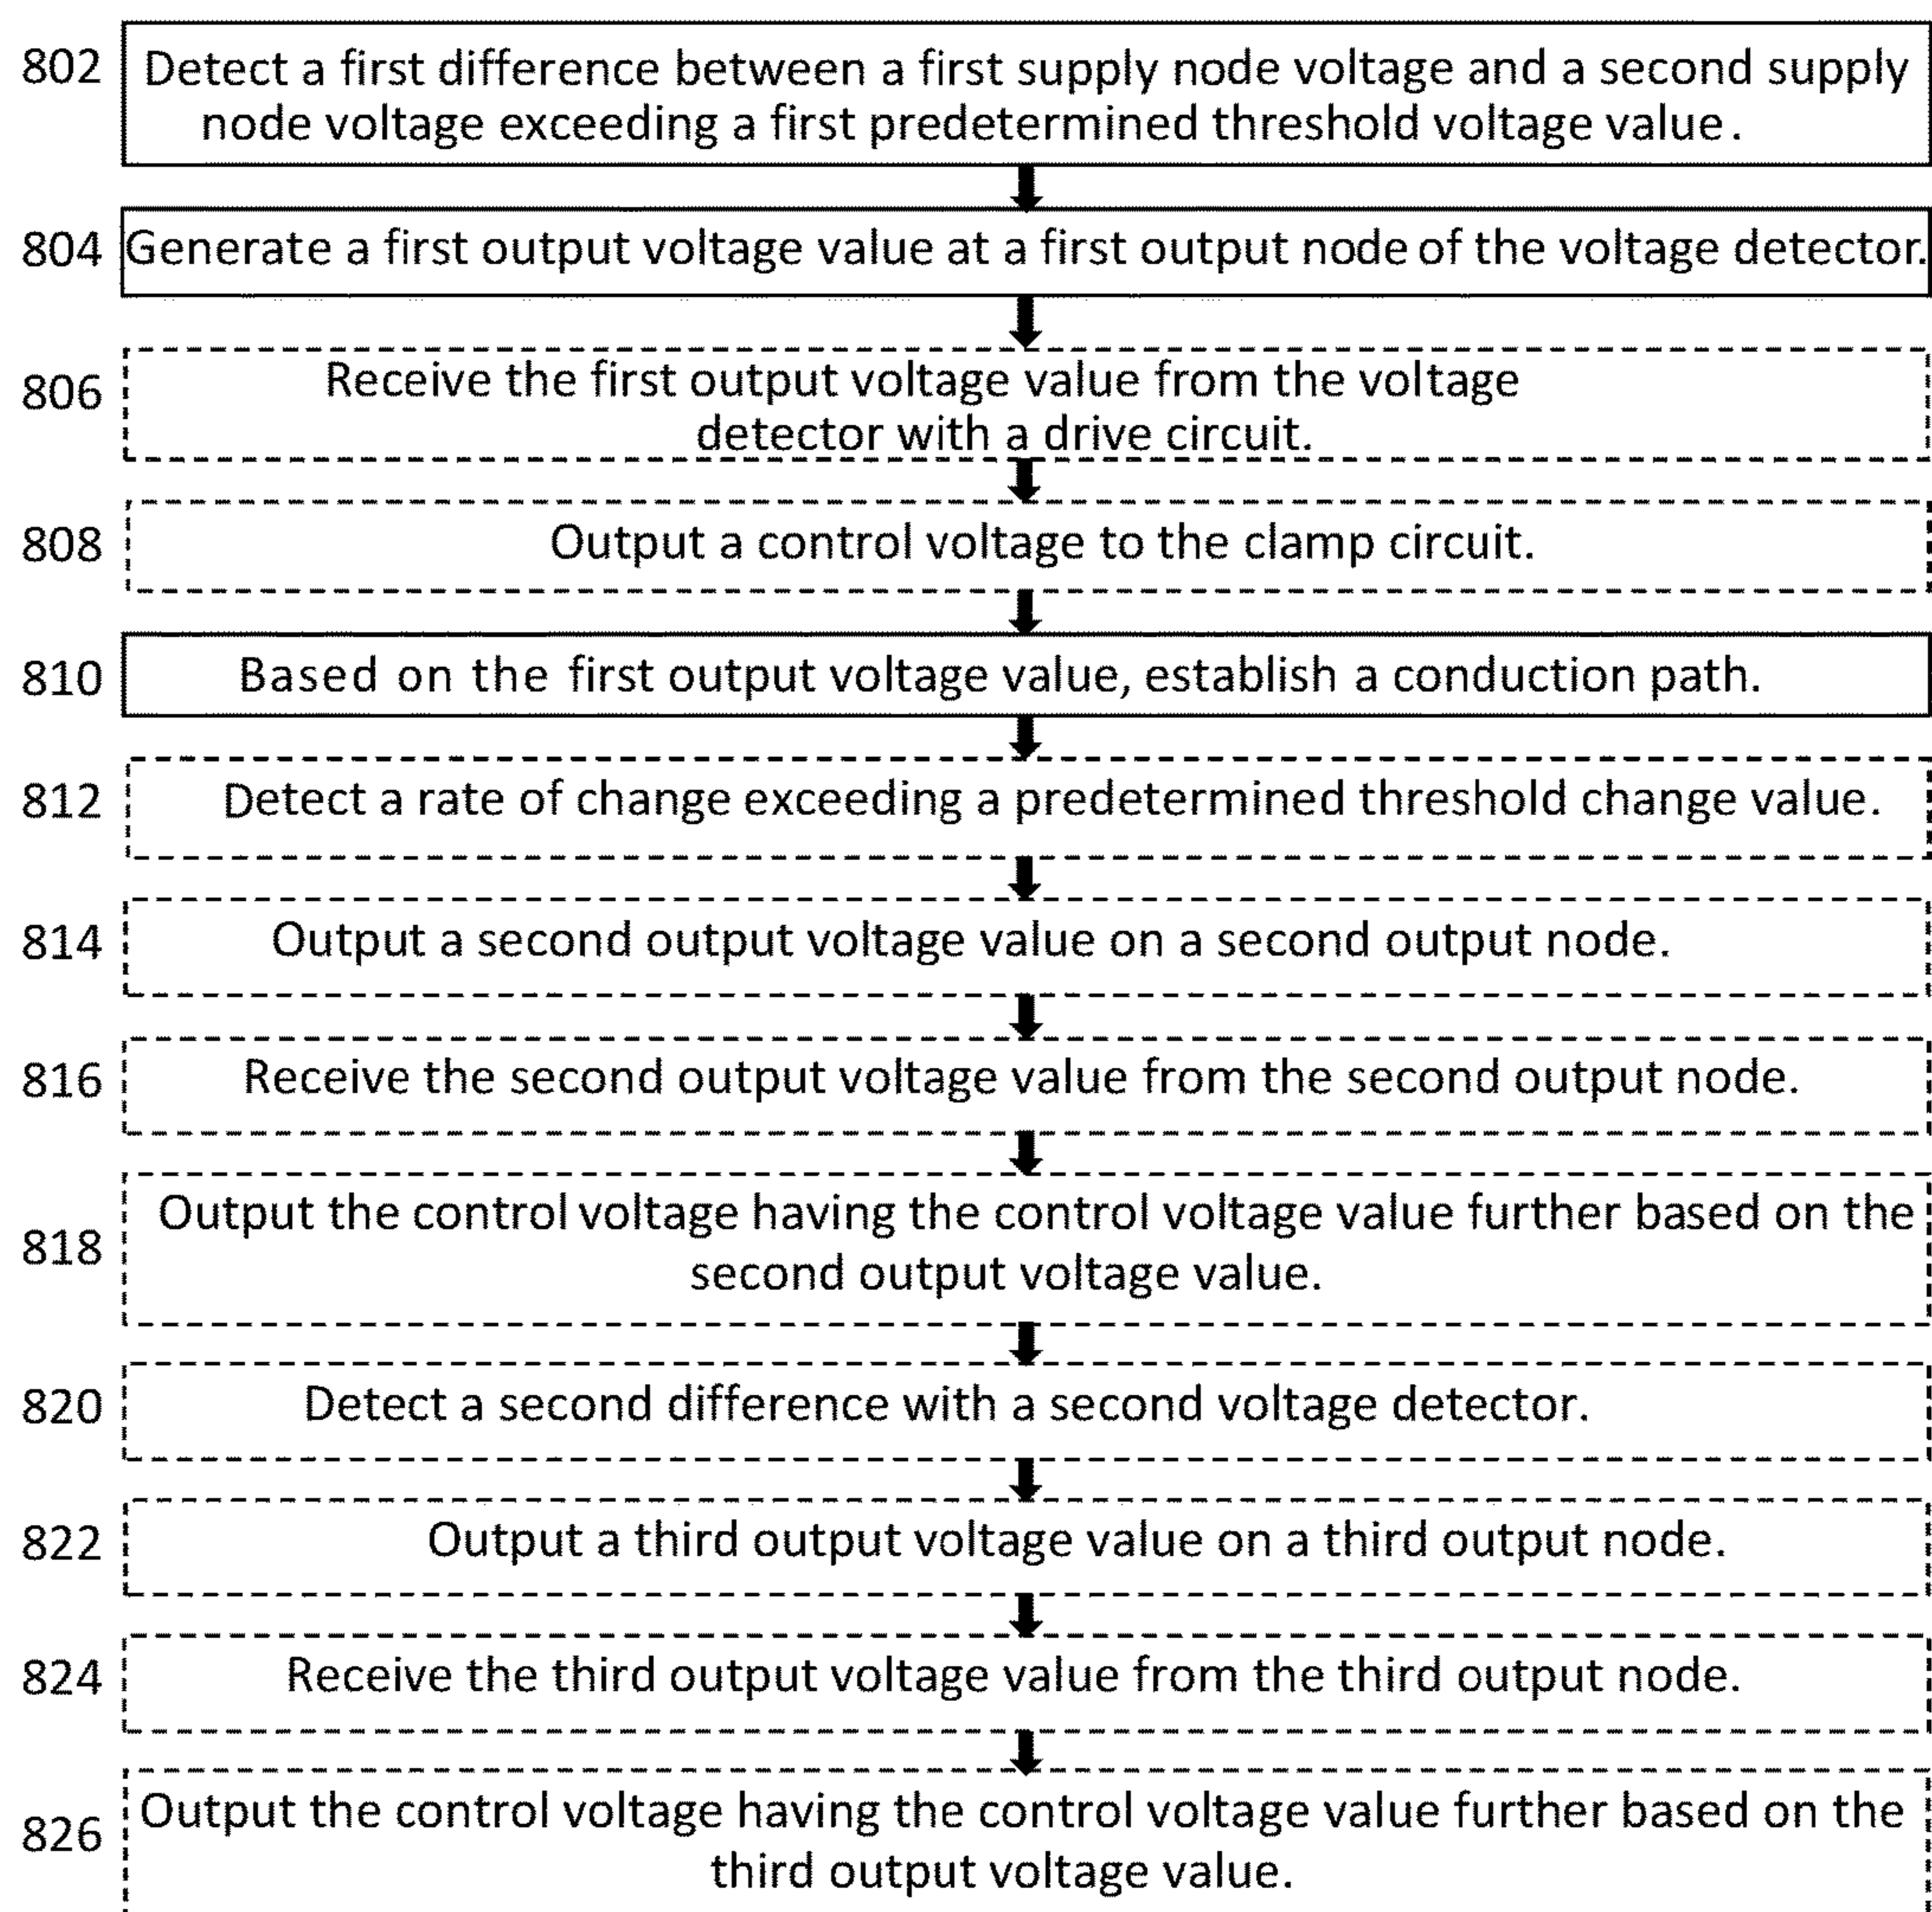 802
Detect a first difference between a first supply node voltage and a second supply
node voltage exceeding a first predetermined threshold voltage value.
804
Generate a first output voltage value at a first output node of the voltage detector.
806
Receive the first output voltage value from the voltage
detector with a drive circuit.
808
Output a control voltage to the clamp circuit.
810
Based on the first output voltage value, establish a conduction path.
812
Detect a rate of change exceeding a predetermined threshold change value.
814
Output a second output voltage value on a second output node.
816
Receive the second output voltage value from the second output node.
818
Output the control voltage having the control voltage value further based on the
second output voltage value.
820
Detect a second difference with a second voltage detector.
822
Output a third output voltage value on a third output node.
824
Receive the third output voltage value from the third output node.
826
Output the control voltage having the control voltage value further based on the
third output voltage value.